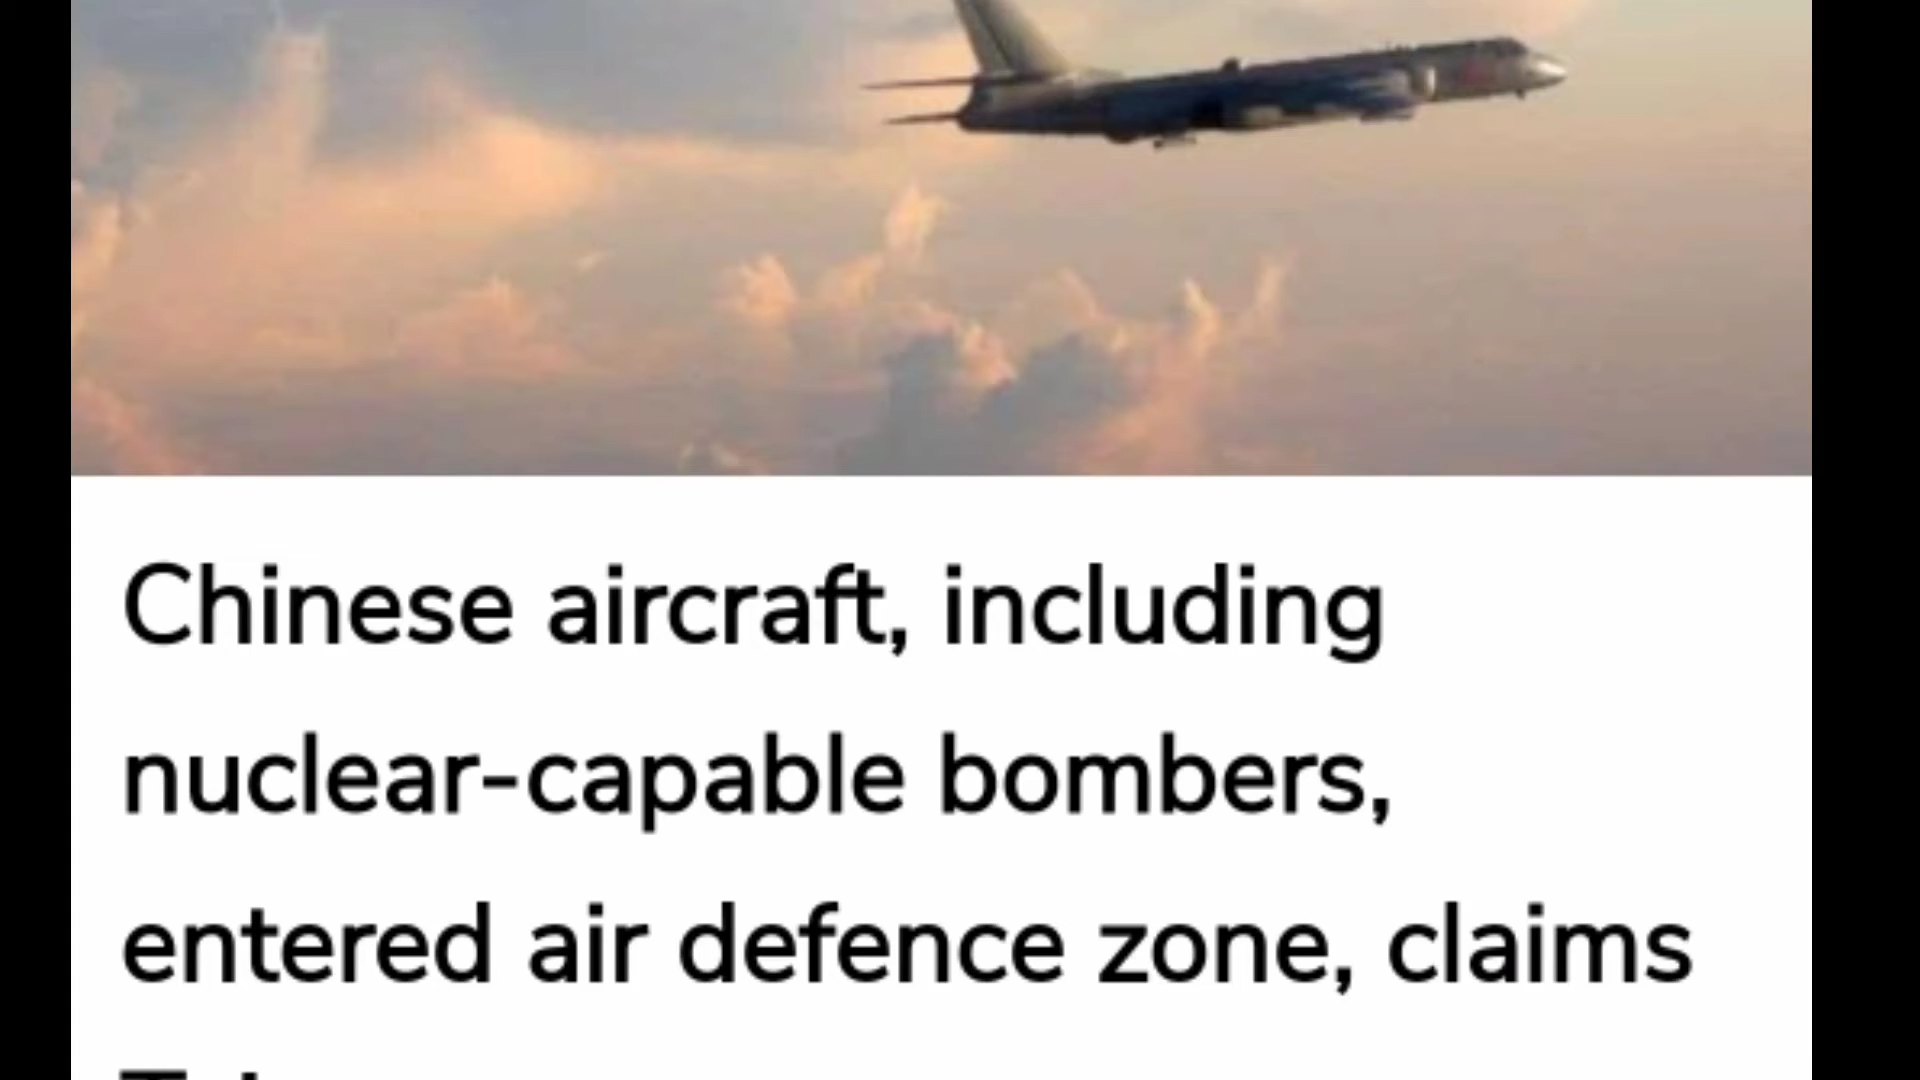 Chinese aircraft, including
nuclear-capable bombers,
entered air defence zone, claims